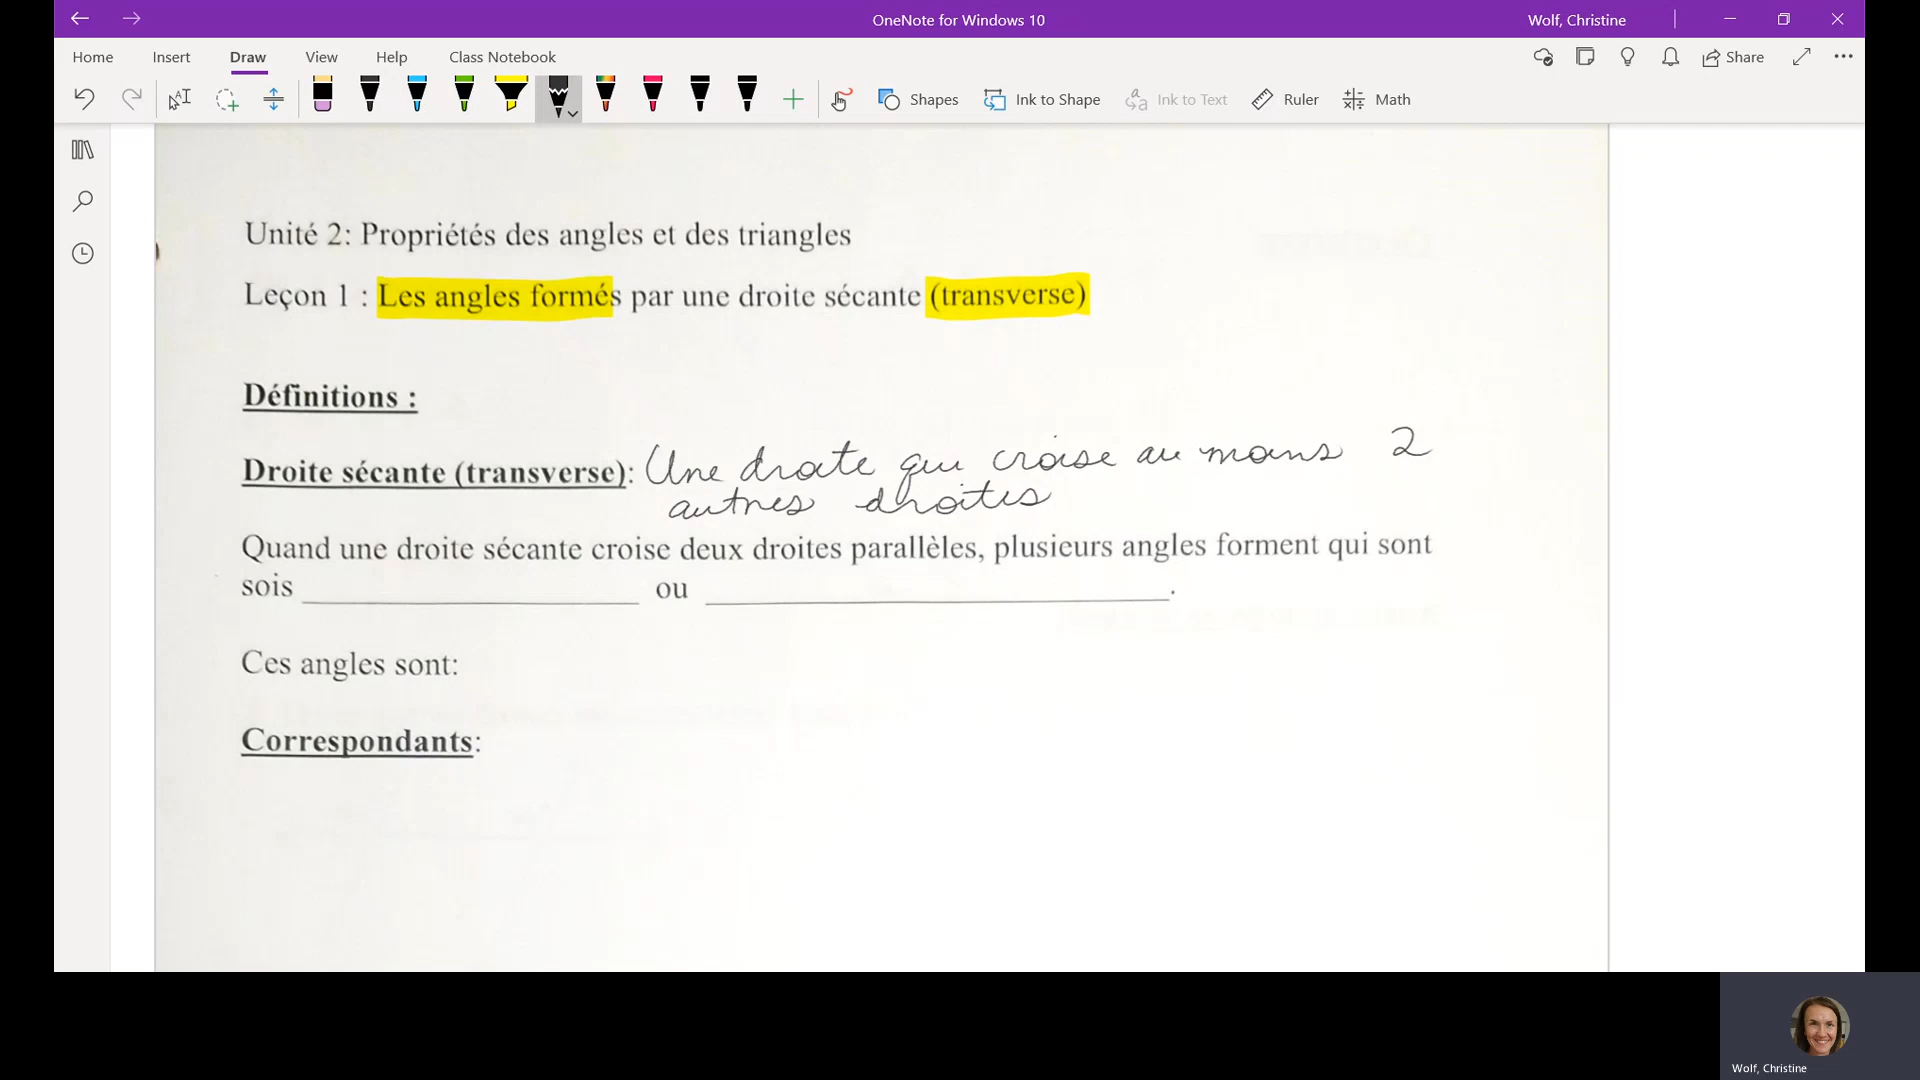 OneNote for Windows 10
Wolf, Christine
Home Insert Draw View Help Class Notebook
Share
Shapes Ink to Shape Ink to Text Ruler Math
Unité 2: Propriétés des angles et des triangles
Leçon 1 : Les angles formés par une droite sécante (transverse)
Définitions :
Droite sécante (transverse): Une droite qui croise au moins 2
autres droites
Quand une droite sécante croise deux droites parallèles, plusieurs angles forment qui sont
sois ____________ ou ________________.
Ces angles sont:
Correspondants:
Wolf, Christine